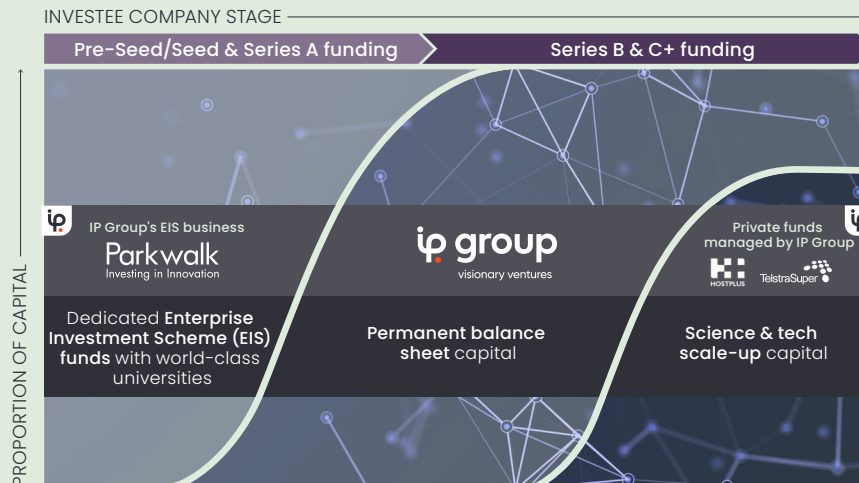 INVESTEE COMPANY STAGE
Pre-Seed/Seed & Series A funding
Series B & C+ funding
PROPORTION OF CAPITAL
ip
IP Group's EIS business
Parkwalk
Investing in Innovation
Dedicated Enterprise
Investment Scheme (EIS)
funds with world-class
universities
ip group
visionary ventures
Permanent balance
sheet capital
Private funds
managed by IP Group
HOSTPLUS
TelstraSuper
Science & tech
scale-up capital